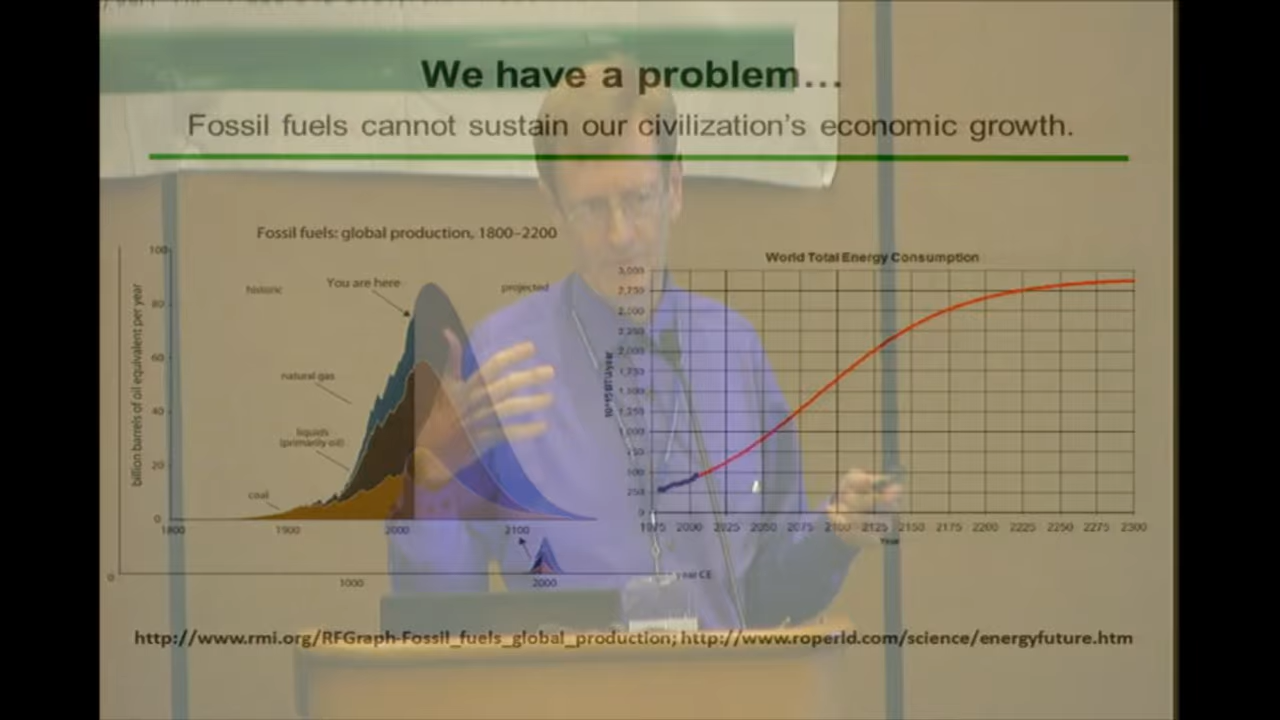 We have a problem…
Fossil fuels cannot sustain our civilization's economic growth.
Fossil fuels: global production, 1800–2200
World Total Energy Consumption
You are here
historic
projected
natural gas
liquids
(primarily oil)
coal
billion barrels of oil equivalent per year
100
80
60
40
20
0
1800
1900
2000
2100
0
1000
2000
year CE
3,000
2,750
2,500
2,250
2,000
1,750
1,500
1,250
1,000
250
0
1975 2000 2025 2050 2075 2100 2125 2150 2175 2200 2225 2250 2275 2300
Year
http://www.rmi.org/RFGraph-Fossil_fuels_global_production; http://www.roperld.com/science/energyfuture.htm